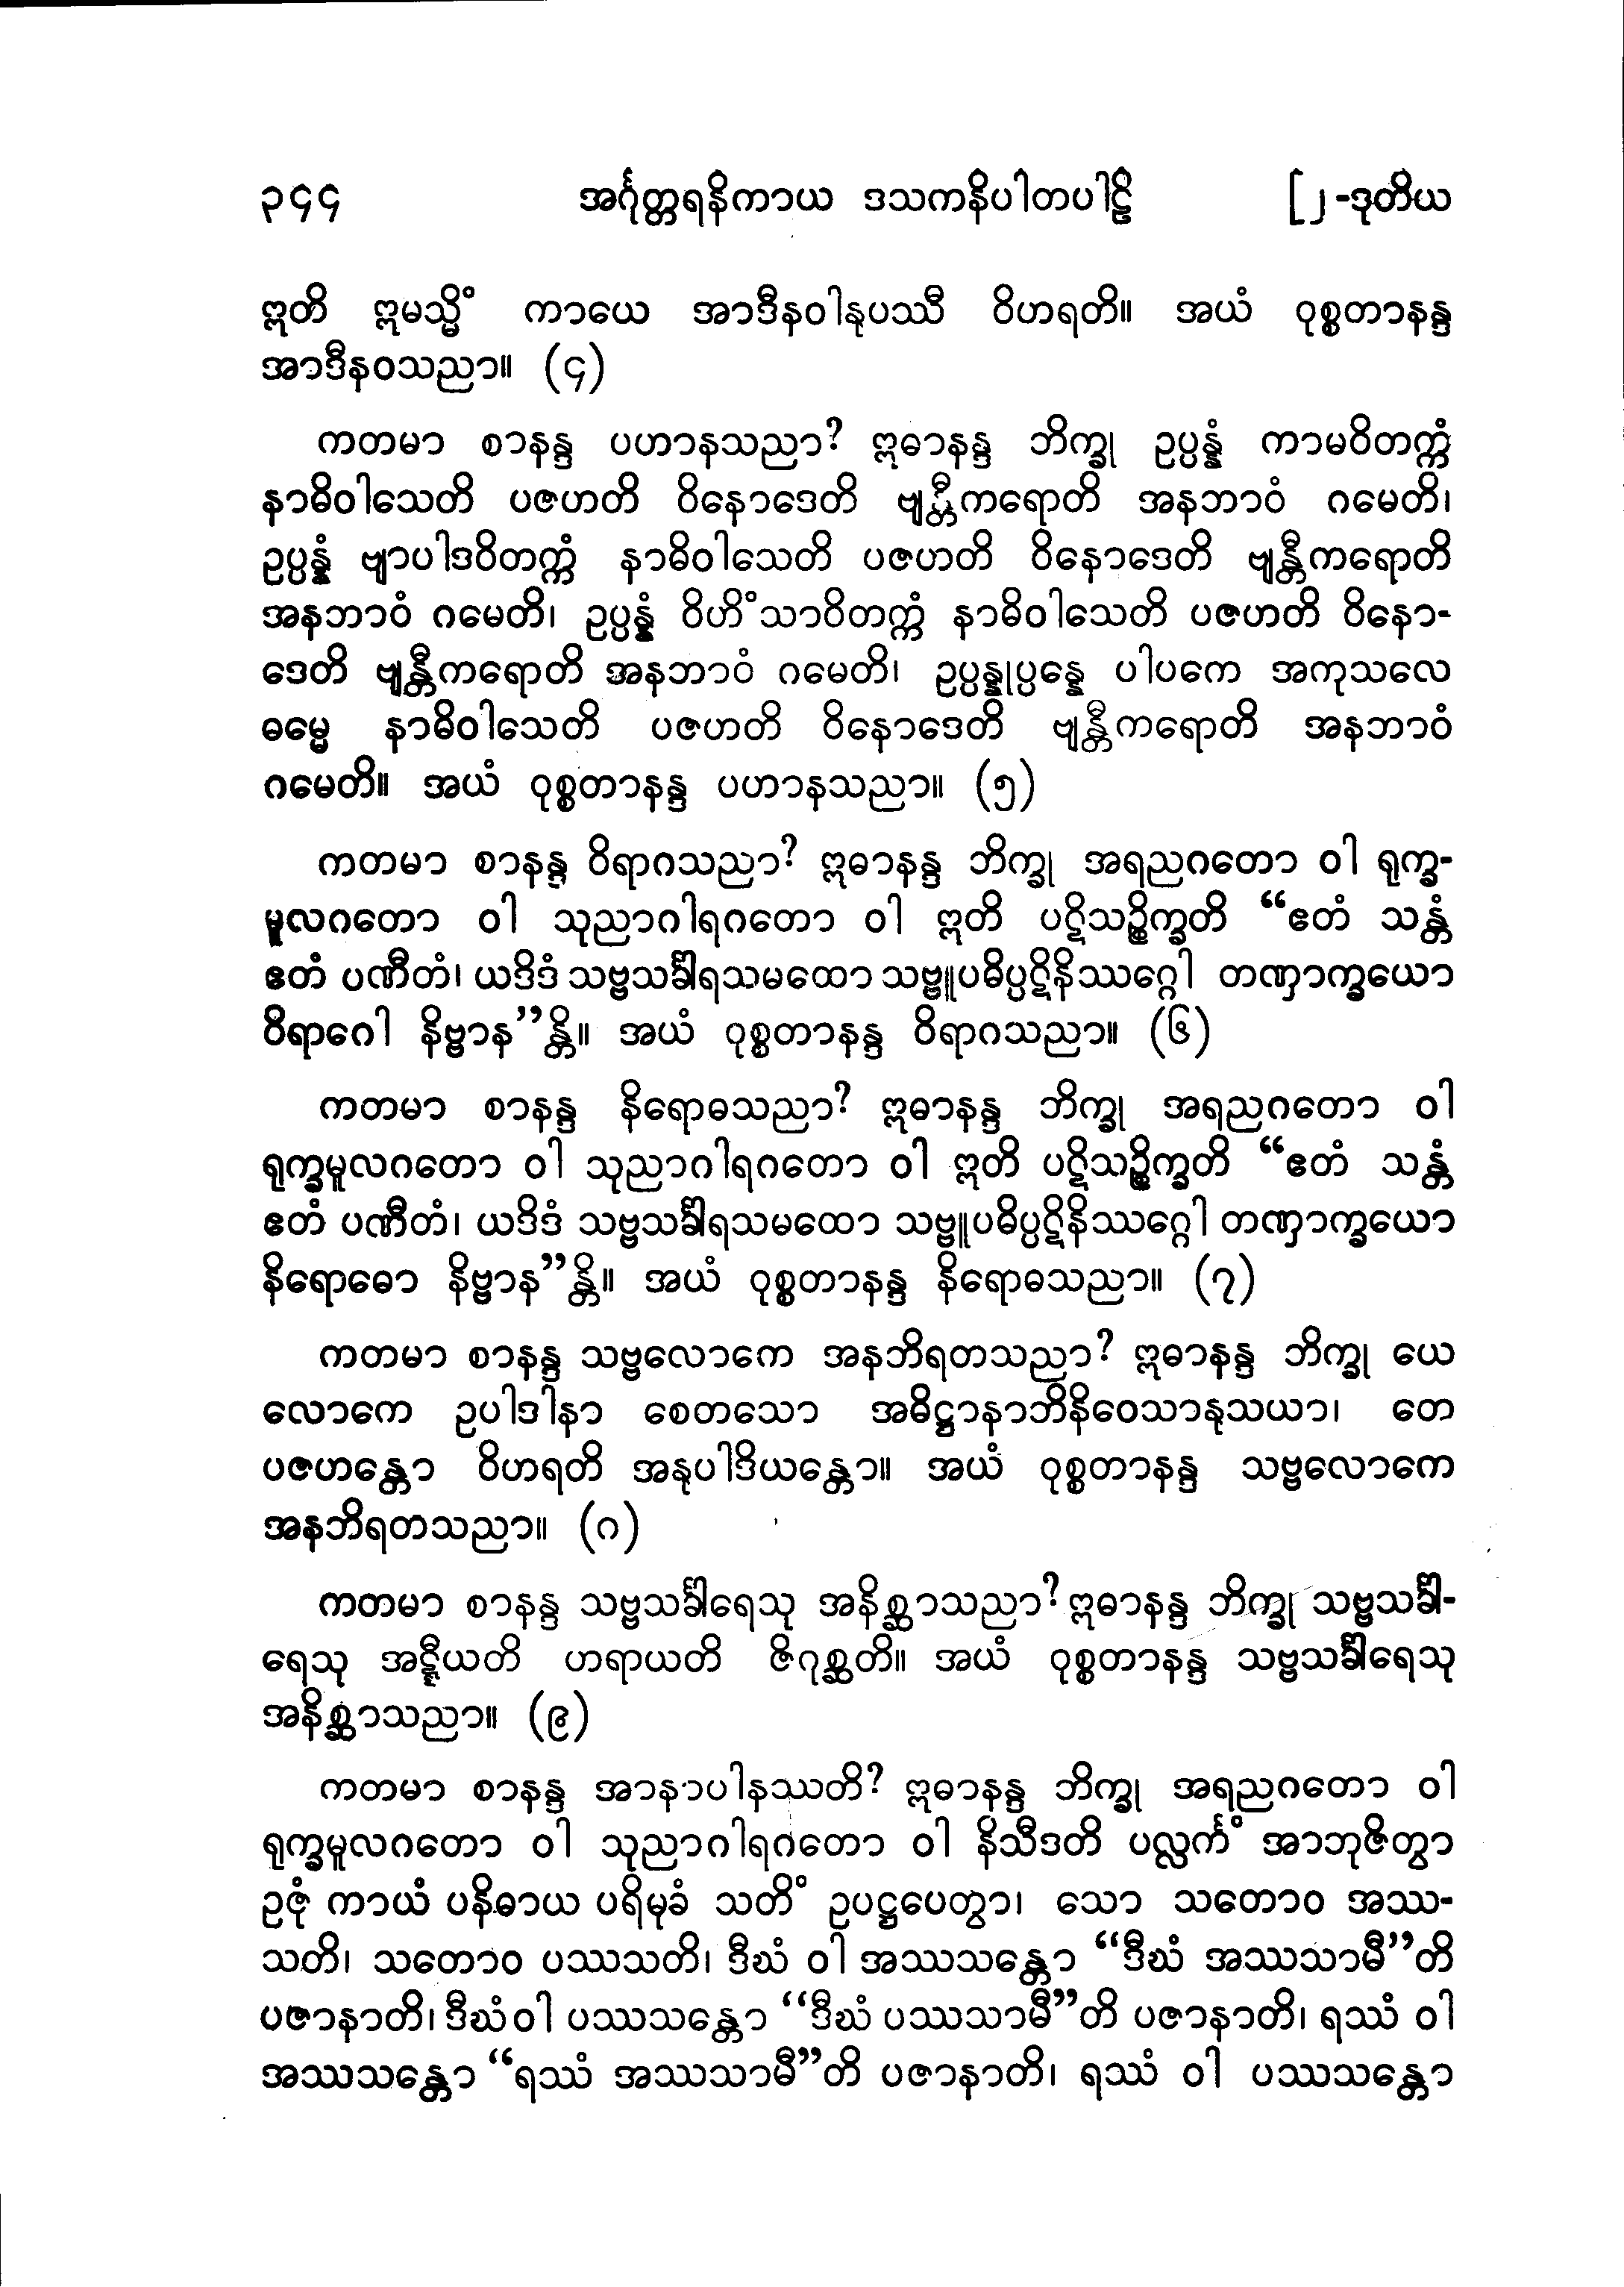 ၃၄၄ အင်္ဂုတ္တရနိကာယ ဒသကနိပါတပါဠိ [၂-ဒုတိယ
ဣတိ ဣမသ္မိံ ကာယေ အာဒီနဝါနုပဿီ ဝိဟရတိ။ အယံ ဝုစ္စတာနန္ဒ
အာဒီနဝသညာ။ (၄)
ကတမာ စာနန္ဒ ပဟာနသညာ? ဣဓာနန္ဒ ဘိက္ခု ဥပ္ပန္နံ ကာမဝိတက္ကံ
နာဓိဝါသေတိ ပဇဟတိ ဝိနောဒေတိ ဗျန္တီကရောတိ အနဘာဝံ ဂမေတိ၊
ဥပ္ပန္နံ ဗျာပါဒဝိတက္ကံ နာဓိဝါသေတိ ပဇဟတိ ဝိနောဒေတိ ဗျန္တီကရောတိ
အနဘာဝံ ဂမေတိ၊ ဥပ္ပန္နံ ဝိဟိံသာဝိတက္ကံ နာဓိဝါသေတိ ပဇဟတိ ဝိနော-
ဒေတိ ဗျန္တီကရောတိ အနဘာဝံ ဂမေတိ၊ ဥပ္ပန္နုပ္ပန္နေ ပါပကေ အကုသလေ
ဓမ္မေ နာဓိဝါသေတိ ပဇဟတိ ဝိနောဒေတိ ဗျန္တီကရောတိ အနဘာဝံ
ဂမေတိ။ အယံ ဝုစ္စတာနန္ဒ ပဟာနသညာ။ (၅)
ကတမာ စာနန္ဒ ဝိရာဂသညာ? ဣဓာနန္ဒ ဘိက္ခု အရညဂတော ဝါ ရုက္ခ-
မူလဂတော ဝါ သုညာဂါရဂတော ဝါ ဣတိ ပဋိသဉ္စိက္ခတိ “ဧတံ သန္တံ
ဧတံ ပဏီတံ၊ ယဒိဒံ သဗ္ဗသင်္ခါရသမထော သဗ္ဗူပဓိပ္ပဋိနိဿဂ္ဂေါ တဏှာက္ခယော
ဝိရာဂေါ နိဗ္ဗာန”န္တိ။ အယံ ဝုစ္စတာနန္ဒ ဝိရာဂသညာ။ (၆)
ကတမာ စာနန္ဒ နိရောဓသညာ? ဣဓာနန္ဒ ဘိက္ခု အရညဂတော ဝါ
ရုက္ခမူလဂတော ဝါ သုညာဂါရဂတော ဝါ ဣတိ ပဋိသဉ္စိက္ခတိ “ဧတံ သန္တံ
ဧတံ ပဏီတံ၊ ယဒိဒံ သဗ္ဗသင်္ခါရသမထော သဗ္ဗူပဓိပ္ပဋိနိဿဂ္ဂေါ တဏှာက္ခယော
နိရောဓော နိဗ္ဗာန”န္တိ။ အယံ ဝုစ္စတာနန္ဒ နိရောဓသညာ။ (၇)
ကတမာ စာနန္ဒ သဗ္ဗလောကေ အနဘိရတသညာ? ဣဓာနန္ဒ ဘိက္ခု ယေ
လောကေ ဥပါဒါနာ စေတသော အဓိဋ္ဌာနာဘိနိဝေသာနုသယာ၊ တေ
ပဇဟန္တော ဝိဟရတိ အနုပါဒိယန္တော။ အယံ ဝုစ္စတာနန္ဒ သဗ္ဗလောကေ
အနဘိရတသညာ။ (၈)
ကတမာ စာနန္ဒ သဗ္ဗသင်္ခါရေသု အနိစ္ဆာသညာ? ဣဓာနန္ဒ ဘိက္ခု သဗ္ဗသင်္ခါ-
ရေသု အဋ္ဋီယတိ ဟရာယတိ ဇိဂုစ္ဆတိ။ အယံ ဝုစ္စတာနန္ဒ သဗ္ဗသင်္ခါရေသု
အနိစ္ဆာသညာ။ (၉)
ကတမာ စာနန္ဒ အာနာပါနဿတိ? ဣဓာနန္ဒ ဘိက္ခု အရညဂတော ဝါ
ရုက္ခမူလဂတော ဝါ သုညာဂါရဂတော ဝါ နိသီဒတိ ပလ္လင်္ကံ အာဘုဇိတွာ
ဥဇုံ ကာယံ ပနိဓာယ ပရိမုခံ သတိံ ဥပဋ္ဌပေတွာ၊ သော သတောဝ အဿ-
သတိ၊ သတောဝ ပဿသတိ၊ ဒီဃံ ဝါ အဿသန္တော “ဒီဃံ အဿသာမီ”တိ
ပဇာနာတိ၊ ဒီဃံ ဝါ ပဿသန္တော “ဒီဃံ ပဿသာမီ”တိ ပဇာနာတိ၊ ရဿံ ဝါ
အဿသန္တော “ရဿံ အဿသာမီ”တိ ပဇာနာတိ၊ ရဿံ ဝါ ပဿသန္တော